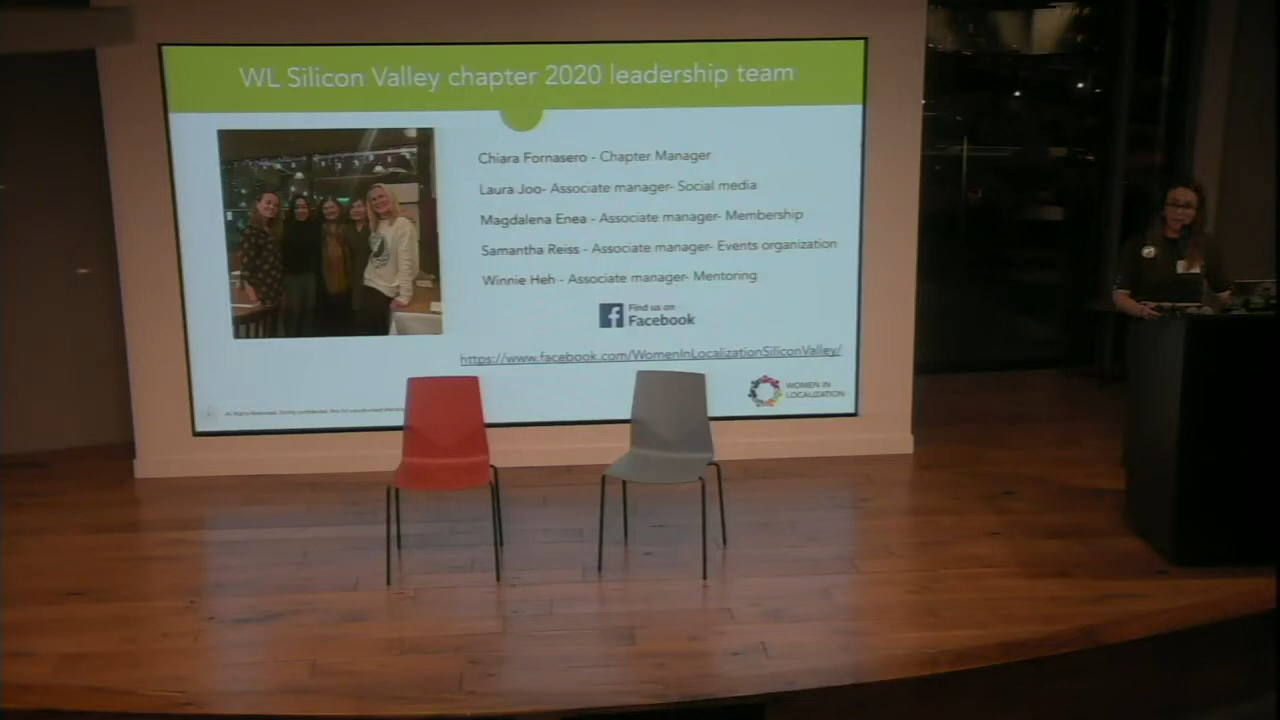 WL Silicon Valley chapter 2020 leadership team
Chiara Fornasero - Chapter Manager
Laura Joo- Associate manager- Social media
Magdalena Enea - Associate manager- Membership
Samantha Reiss - Associate manager- Events organization
Winnie Heh - Associate manager- Mentoring
Find us on
Facebook
https://www.facebook.com/WomenInLocalizationSiliconValley/
WOMEN IN
LOCALIZATION